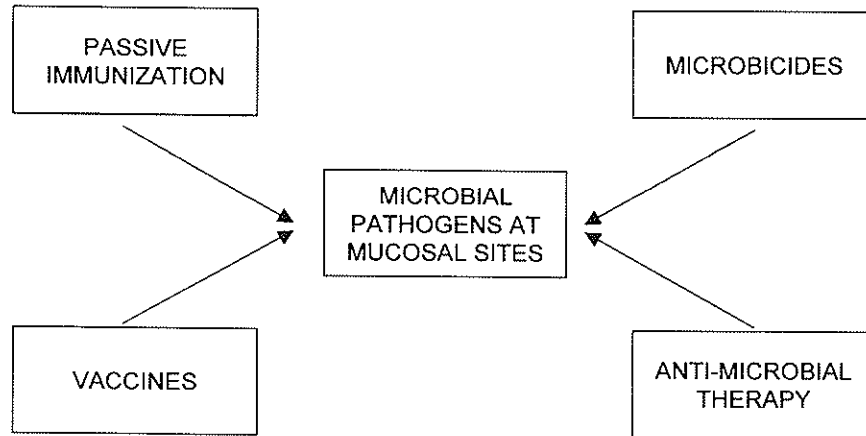 PASSIVE
IMMUNIZATION
MICROBICIDES
MICROBIAL
PATHOGENS AT
MUCOSAL SITES
VACCINES
ANTI-MICROBIAL
THERAPY